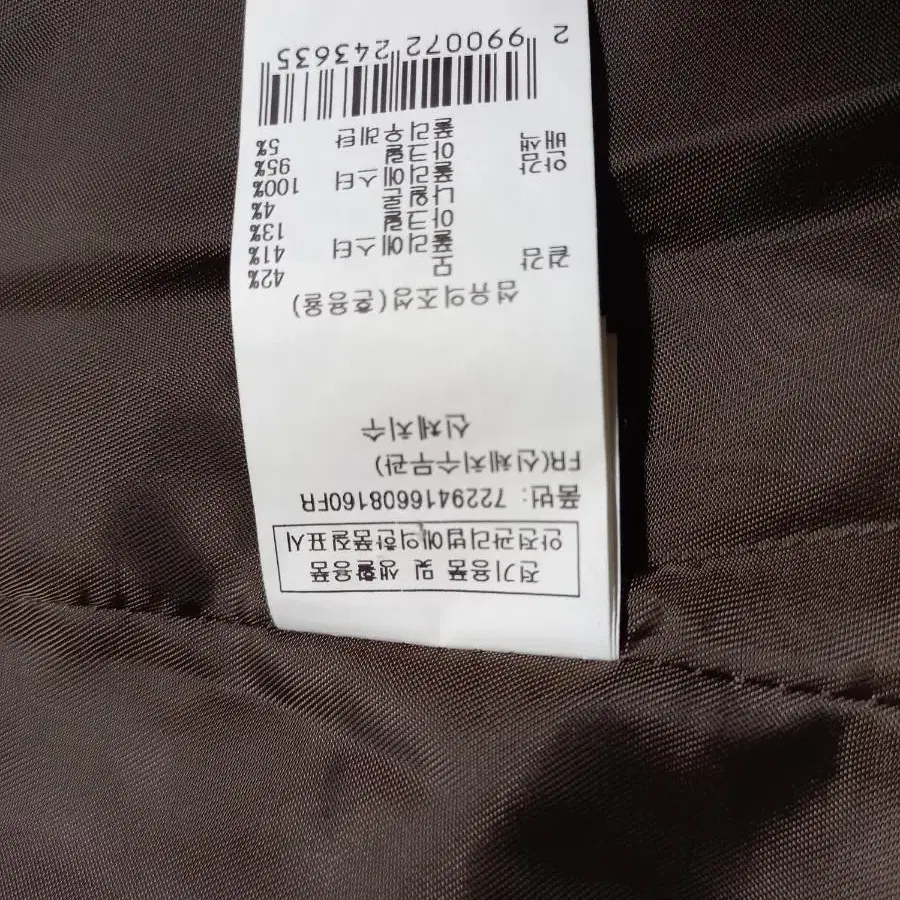 전기용품 및 생활용품
안전관리법에의한품질표시
품번: 7229416608160FR
FR(신체치수무관)
신체치수
섬유의조성(혼용율)
겉감 모 42%
폴리에스터 41%
아크릴 13%
나일론 4%
안감 폴리에스터 100%
배색 아크릴 95%
폴리우레탄 5%
2 990072 243635